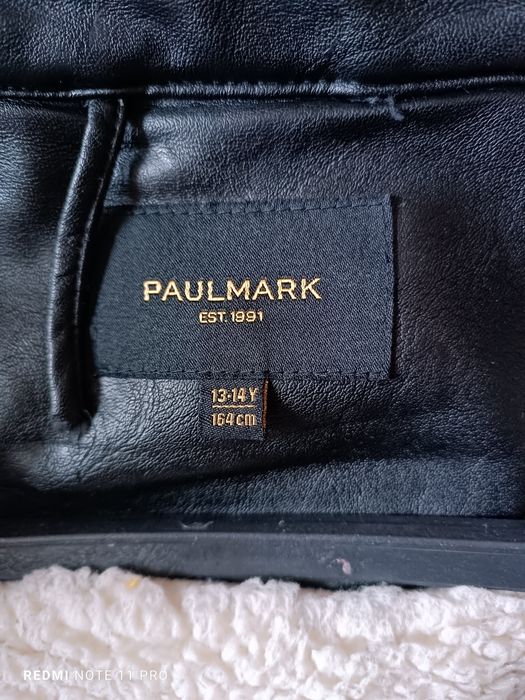 PAULMARK
EST. 1991
13-14 Y
164 cm
REDMI NOTE 11 PRO